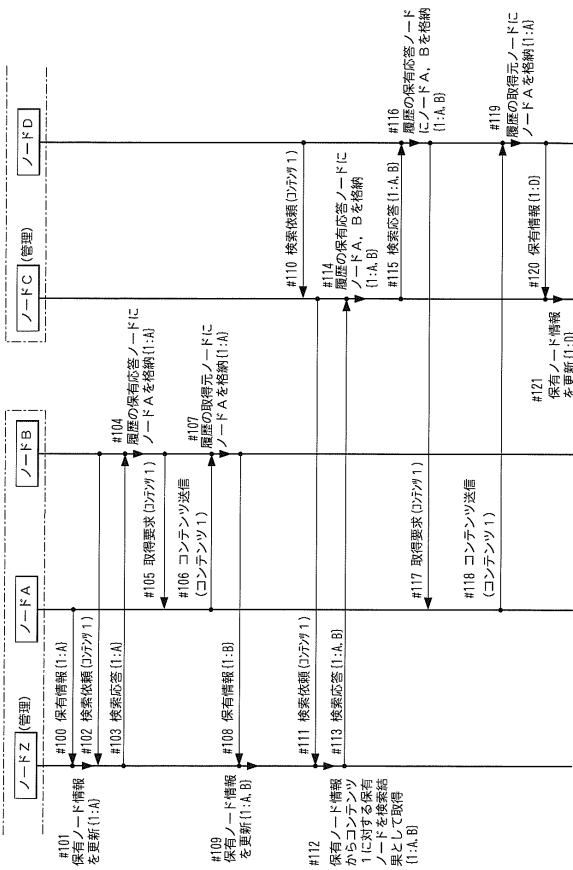 ノードZ
(管理)
ノードA
ノードB
ノードC
(管理)
ノードD
#100 保有情報{1:A}
#101
保有ノード情報
を更新{1:A}
#102 検索依頼(コンテンツ1)
#103 検索応答{1:A}
#104
履歴の保有応答ノードに
ノードAを格納{1:A}
#105 取得要求(コンテンツ1)
#106 コンテンツ送信
(コンテンツ1)
#107
履歴の取得元ノードに
ノードAを格納{1:A}
#108 保有情報{1:B}
#109
保有ノード情報
を更新{1:A,B}
#110 検索依頼(コンテンツ1)
#111 検索依頼(コンテンツ1)
#112
保有ノード情報
からコンテンツ
1に対する保有
ノードを検索結
果として取得
{1:A,B}
#113 検索応答{1:A,B}
#114
履歴の保有応答ノードに
ノードA,Bを格納
{1:A,B}
#115 検索応答{1:A,B}
#116
履歴の保有応答ノード
にノードA,Bを格納
{1:A,B}
#117 取得要求(コンテンツ1)
#118 コンテンツ送信
(コンテンツ1)
#119
履歴の取得元ノードに
ノードAを格納{1:A}
#120 保有情報{1:D}
#121
保有ノード情報
を更新{1:D}